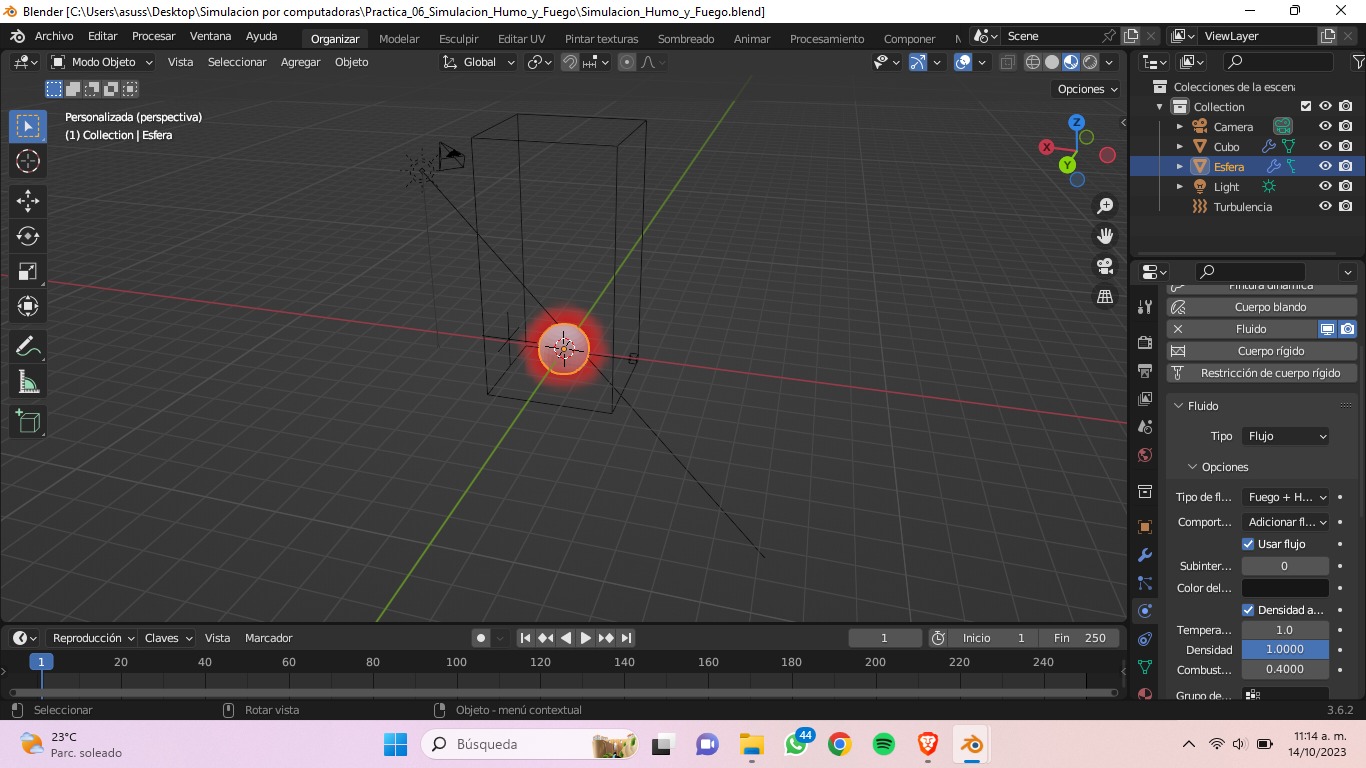 Blender [C:\Users\asuss\Desktop\Simulacion por computadoras\Practica_06_Simulacion_Humo_y_Fuego\Simulacion_Humo_y_Fuego.blend]
Archivo Editar Procesar Ventana Ayuda Organizar Modelar Esculpir Editar UV Pintar texturas Sombreado Animar Procesamiento Componer Scene ViewLayer
Modo Objeto Vista Seleccionar Agregar Objeto Global
Opciones
Personalizada (perspectiva)
(1) Collection | Esfera
Z
X
Y
Colecciones de la escena
Collection
Camera
Cubo
Esfera
Light
Turbulencia
Pintura dinámica
Cuerpo blando
Fluido
Cuerpo rígido
Restricción de cuerpo rígido
Fluido
Tipo Flujo
Opciones
Tipo de fl... Fuego + H...
Comport... Adicionar fl...
Usar flujo
Subinter... 0
Color del...
Densidad a...
Tempera... 1.0
Densidad 1.0000
Combust... 0.4000
Grupo de...
Reproducción Claves Vista Marcador 1 Inicio 1 Fin 250
1 20 40 60 80 100 120 140 160 180 200 220 240
Seleccionar Rotar vista Objeto - menú contextual 3.6.2
23°C
Parc. soleado
Búsqueda
44
11:14 a. m.
14/10/2023